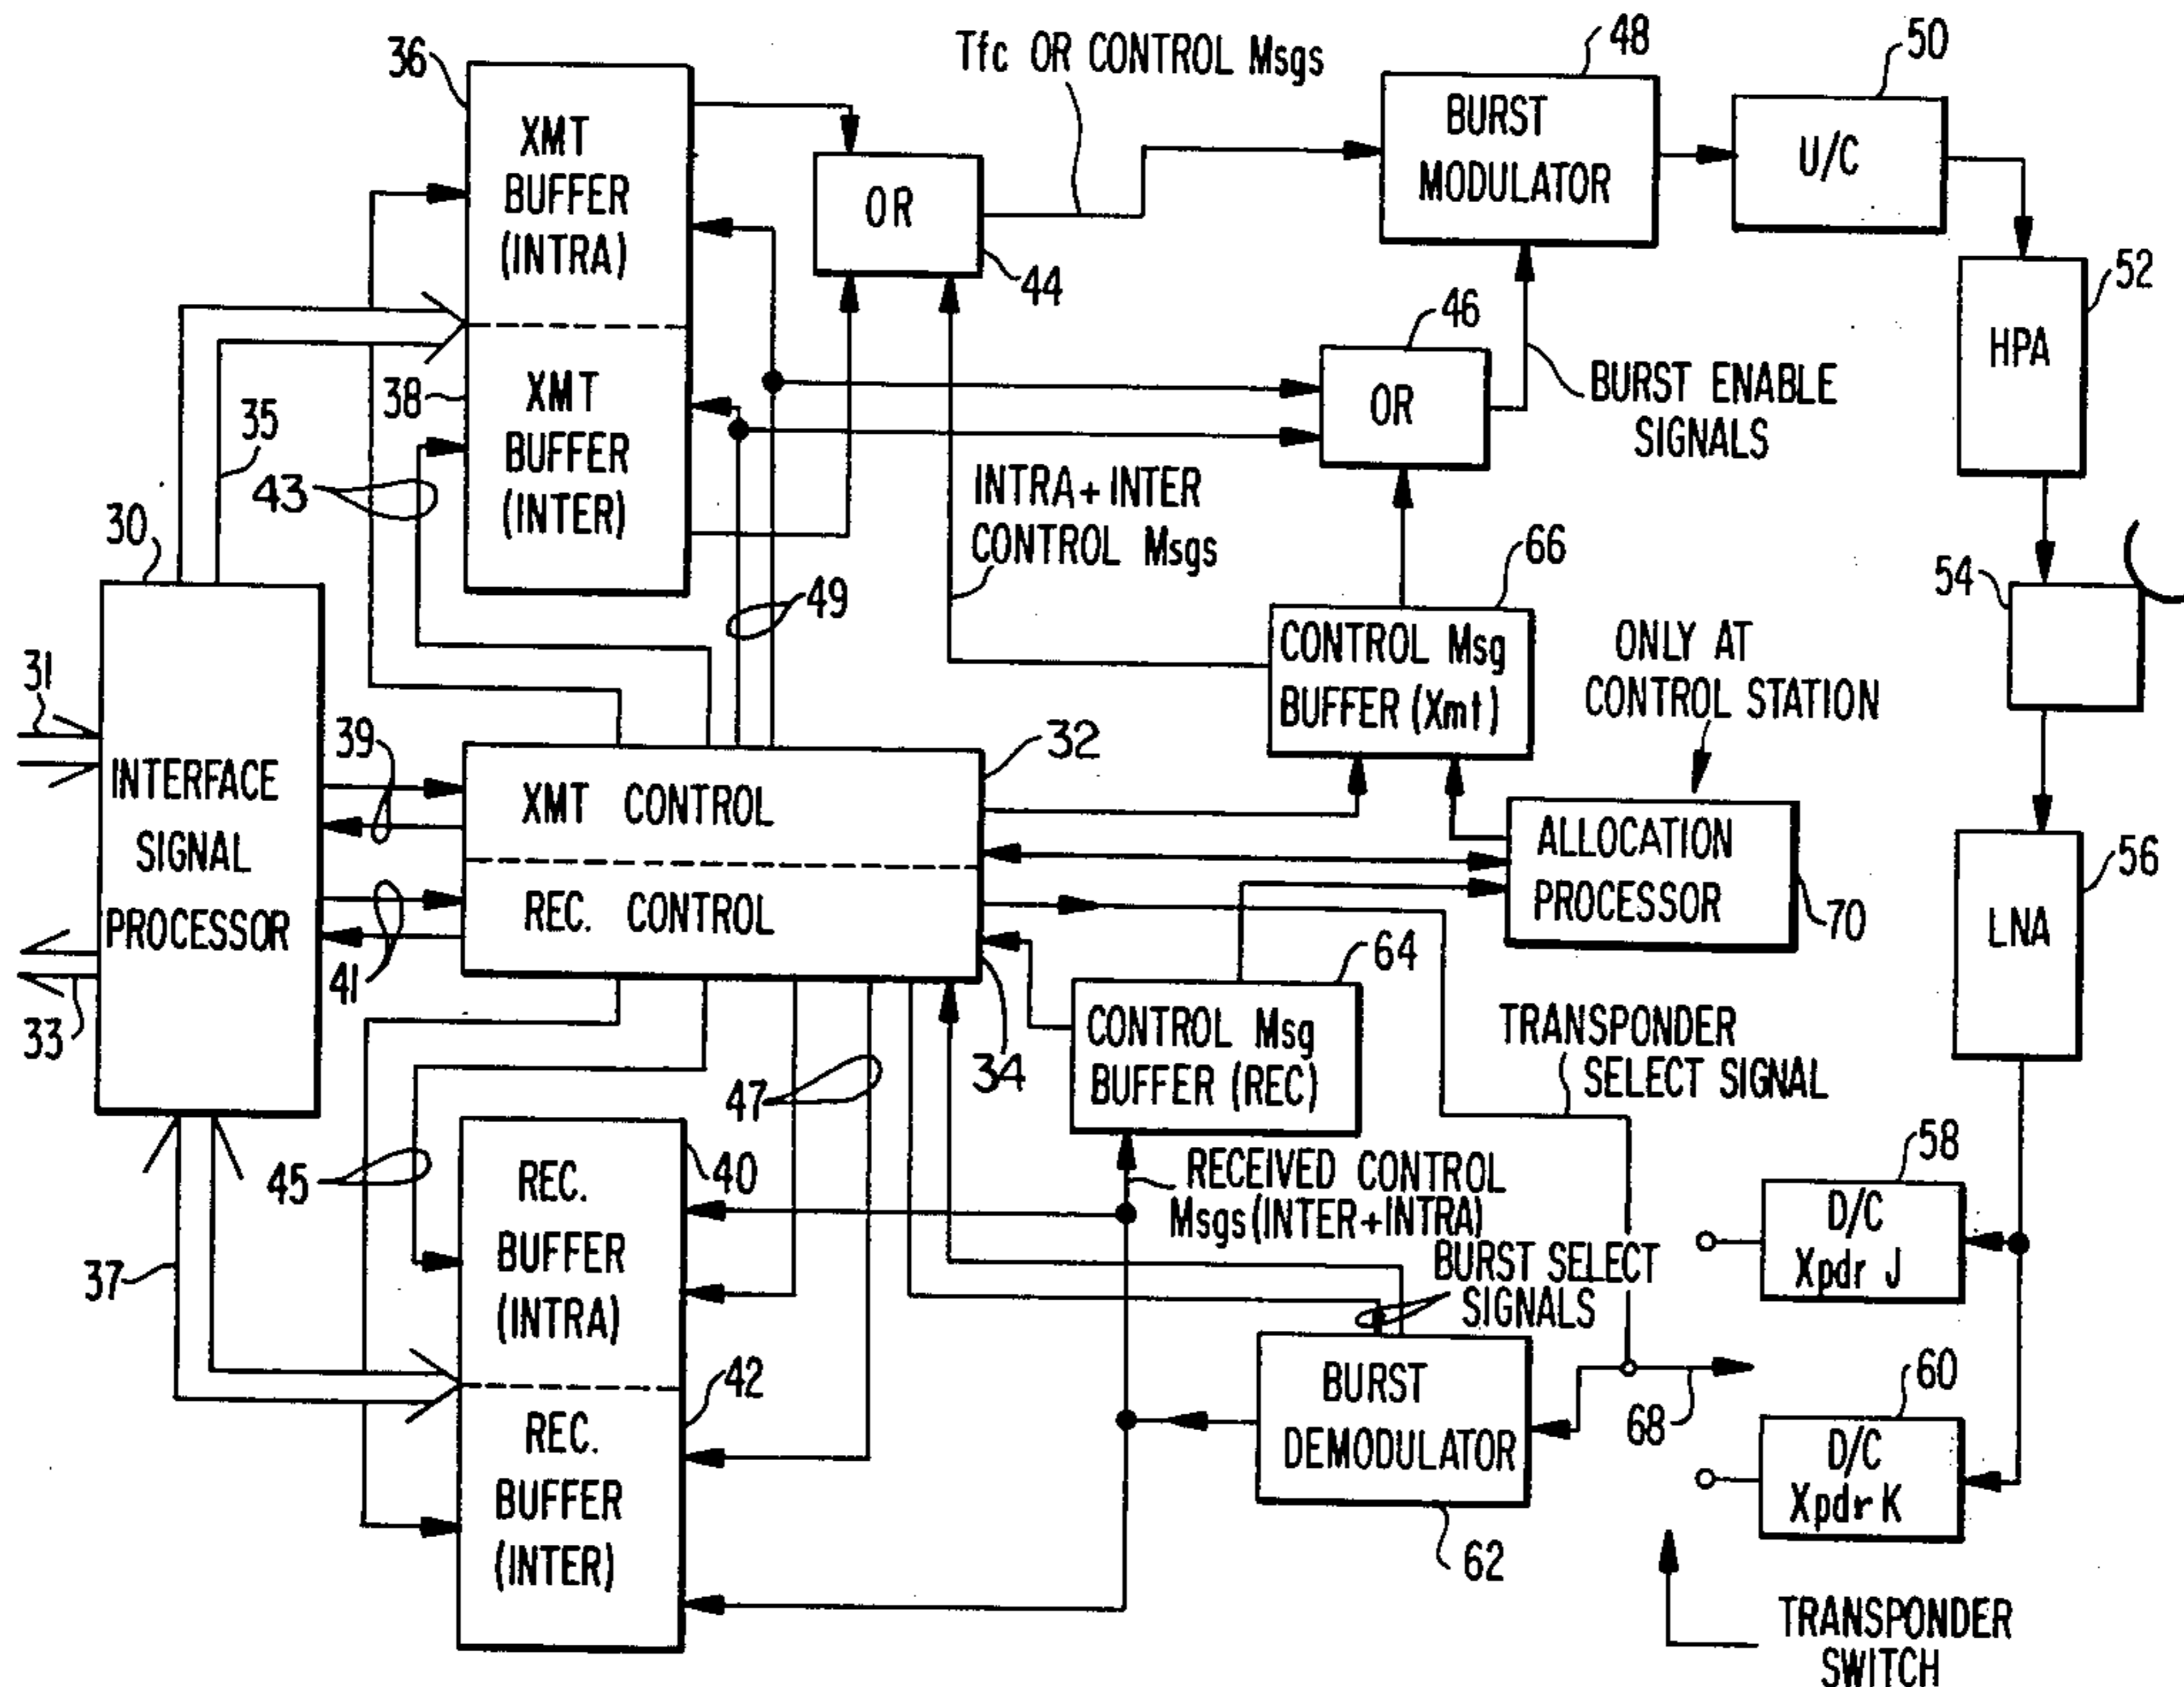 36
XMT
BUFFER
(INTRA)
38
XMT
BUFFER
(INTER)
Tfc OR CONTROL Msgs
OR
44
48
BURST
MODULATOR
50
U/C
52
HPA
46
OR
BURST ENABLE
SIGNALS
35
43
INTRA+INTER
CONTROL Msgs
49
30
31
INTERFACE
SIGNAL
PROCESSOR
33
39
41
32
XMT CONTROL
REC. CONTROL
34
66
CONTROL Msg
BUFFER (Xmt)
ONLY AT
CONTROL STATION
ALLOCATION
PROCESSOR
70
54
56
LNA
64
CONTROL Msg
BUFFER (REC)
TRANSPONDER
SELECT SIGNAL
47
45
37
40
REC.
BUFFER
(INTRA)
42
REC.
BUFFER
(INTER)
RECEIVED CONTROL
Msgs(INTER+INTRA)
BURST SELECT
SIGNALS
BURST
DEMODULATOR
62
68
58
D/C
Xpdr J
60
D/C
Xpdr K
TRANSPONDER
SWITCH